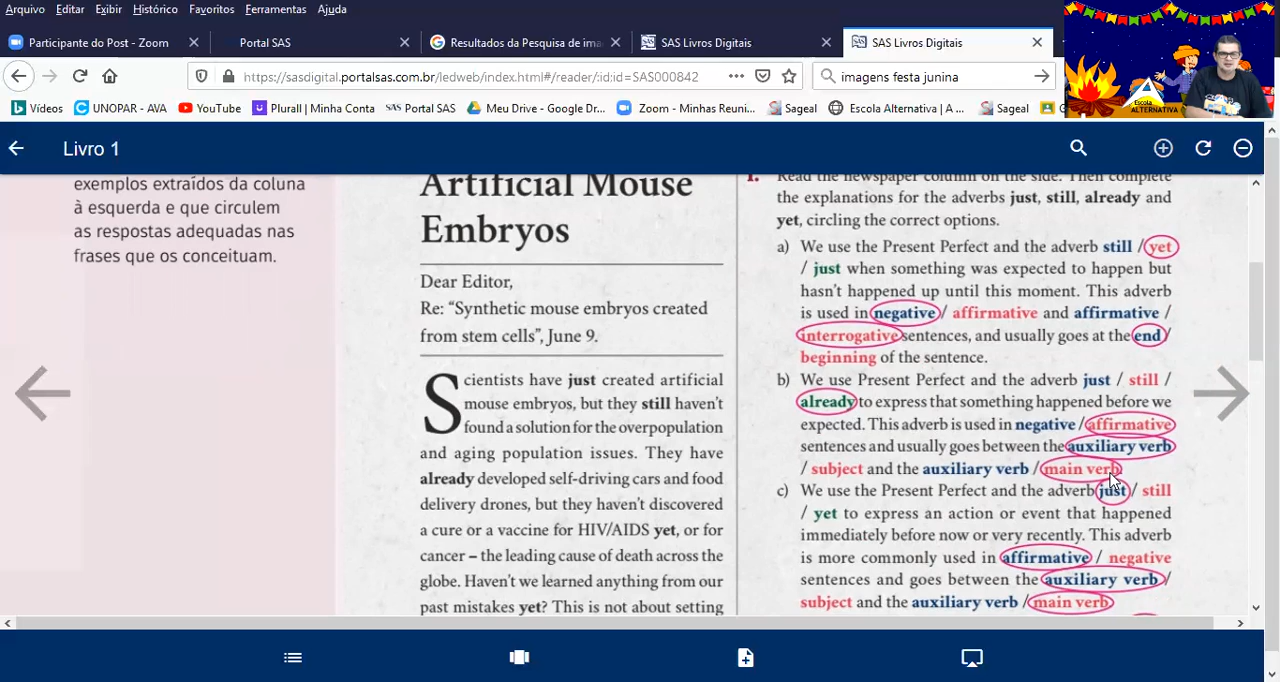 Arquivo Editar Exibir Histórico Favoritos Ferramentas Ajuda
Participante do Post - Zoom
Portal SAS
Resultados da Pesquisa de ima
SAS Livros Digitais
SAS Livros Digitais
https://sasdigital.portalsas.com.br/ledweb/index.html#/reader/:id:id=SAS000842
imagens festa junina
Vídeos UNOPAR - AVA YouTube Plurall | Minha Conta SAS Portal SAS Meu Drive - Google Dr... Zoom - Minhas Reuni... Sageal Escola Alternativa | A ... Sageal
Escola
ALTERNATIVA
Livro 1
exemplos extraídos da coluna
à esquerda e que circulem
as respostas adequadas nas
frases que os conceituam.
Artificial Mouse
Embryos
Dear Editor,
Re: “Synthetic mouse embryos created
from stem cells”, June 9.
Scientists have just created artificial
mouse embryos, but they still haven’t
found a solution for the overpopulation
and aging population issues. They have
already developed self-driving cars and food
delivery drones, but they haven’t discovered
a cure or a vaccine for HIV/AIDS yet, or for
cancer – the leading cause of death across the
globe. Haven’t we learned anything from our
past mistakes yet? This is not about setting
1. Read the newspaper column on the side. Then complete
the explanations for the adverbs just, still, already and
yet, circling the correct options.
a) We use the Present Perfect and the adverb still / yet
/ just when something was expected to happen but
hasn’t happened up until this moment. This adverb
is used in negative / affirmative and affirmative /
interrogative sentences, and usually goes at the end /
beginning of the sentence.
b) We use Present Perfect and the adverb just / still /
already to express that something happened before we
expected. This adverb is used in negative / affirmative
sentences and usually goes between the auxiliary verb
/ subject and the auxiliary verb / main verb.
c) We use the Present Perfect and the adverb just / still
/ yet to express an action or event that happened
immediately before now or very recently. This adverb
is more commonly used in affirmative / negative
sentences and goes between the auxiliary verb /
subject and the auxiliary verb / main verb.